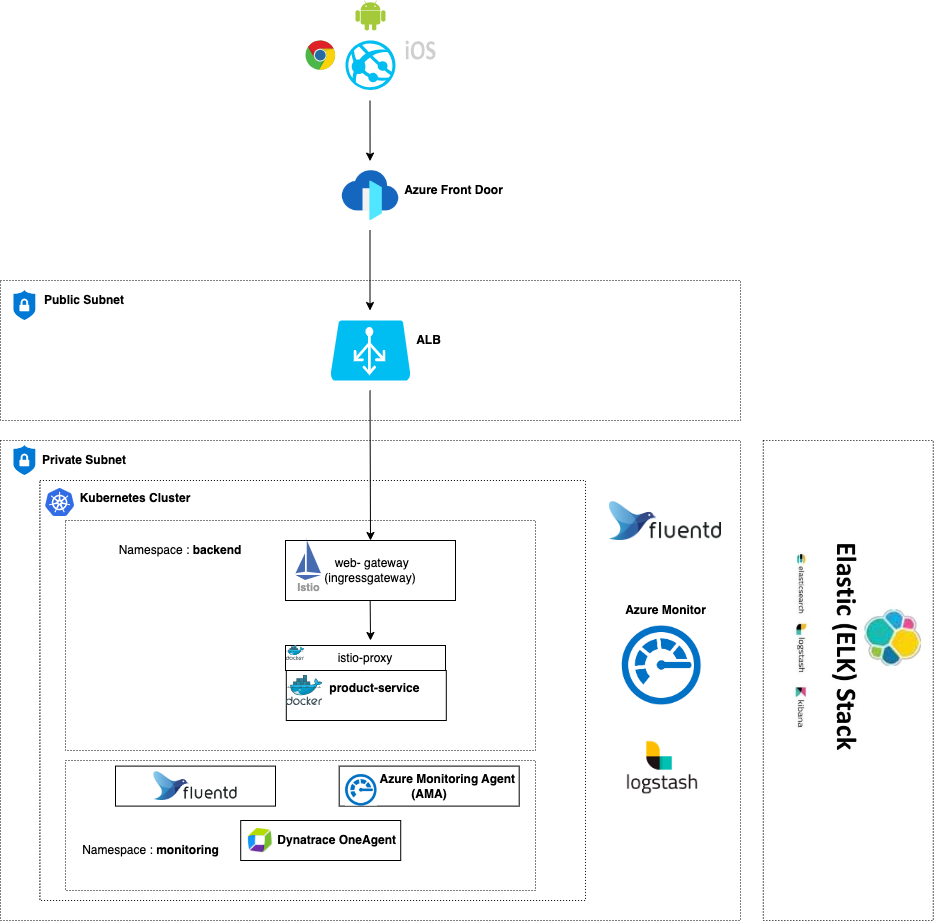 iOS
Azure Front Door
Public Subnet
ALB
Private Subnet
Kubernetes Cluster
Namespace : backend
web- gateway
(ingressgateway)
Istio
docker
istio-proxy
docker
product-service
fluentd
Azure Monitoring Agent
(AMA)
Dynatrace OneAgent
Namespace : monitoring
fluentd
Azure Monitor
logstash
Elastic (ELK) Stack
elasticsearch
logstash
kibana